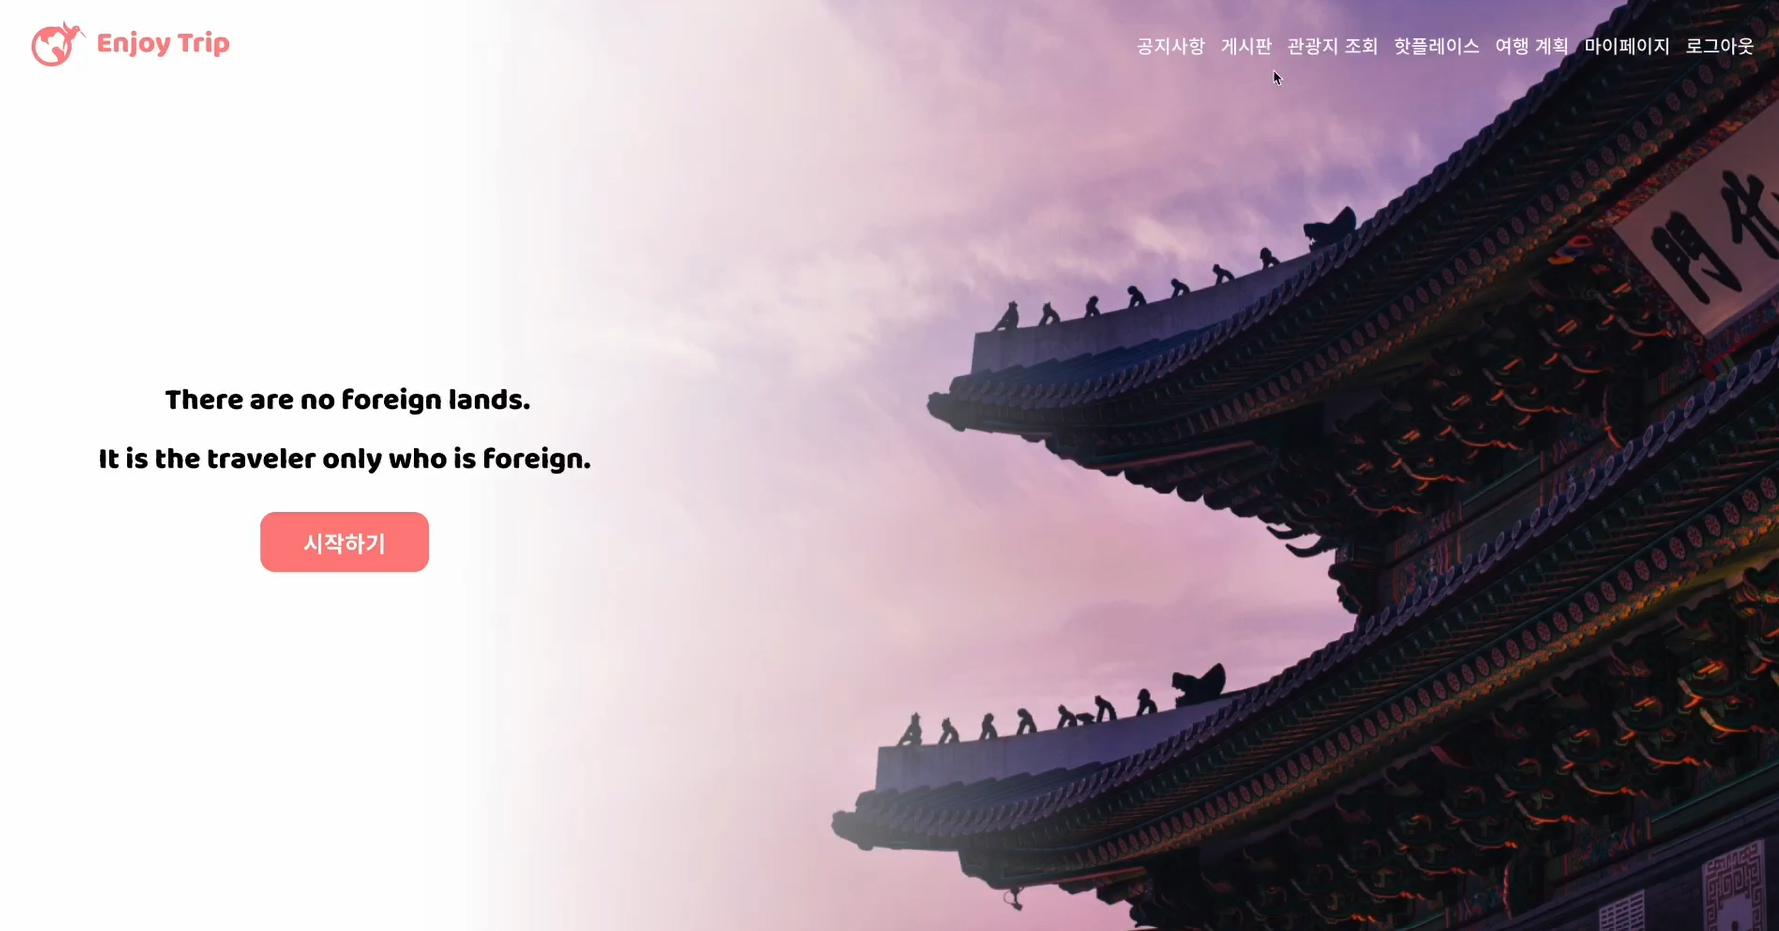 Enjoy Trip
공지사항 게시판 관광지 조회 핫플레이스 여행 계획 마이페이지 로그아웃
There are no foreign lands.
It is the traveler only who is foreign.
시작하기